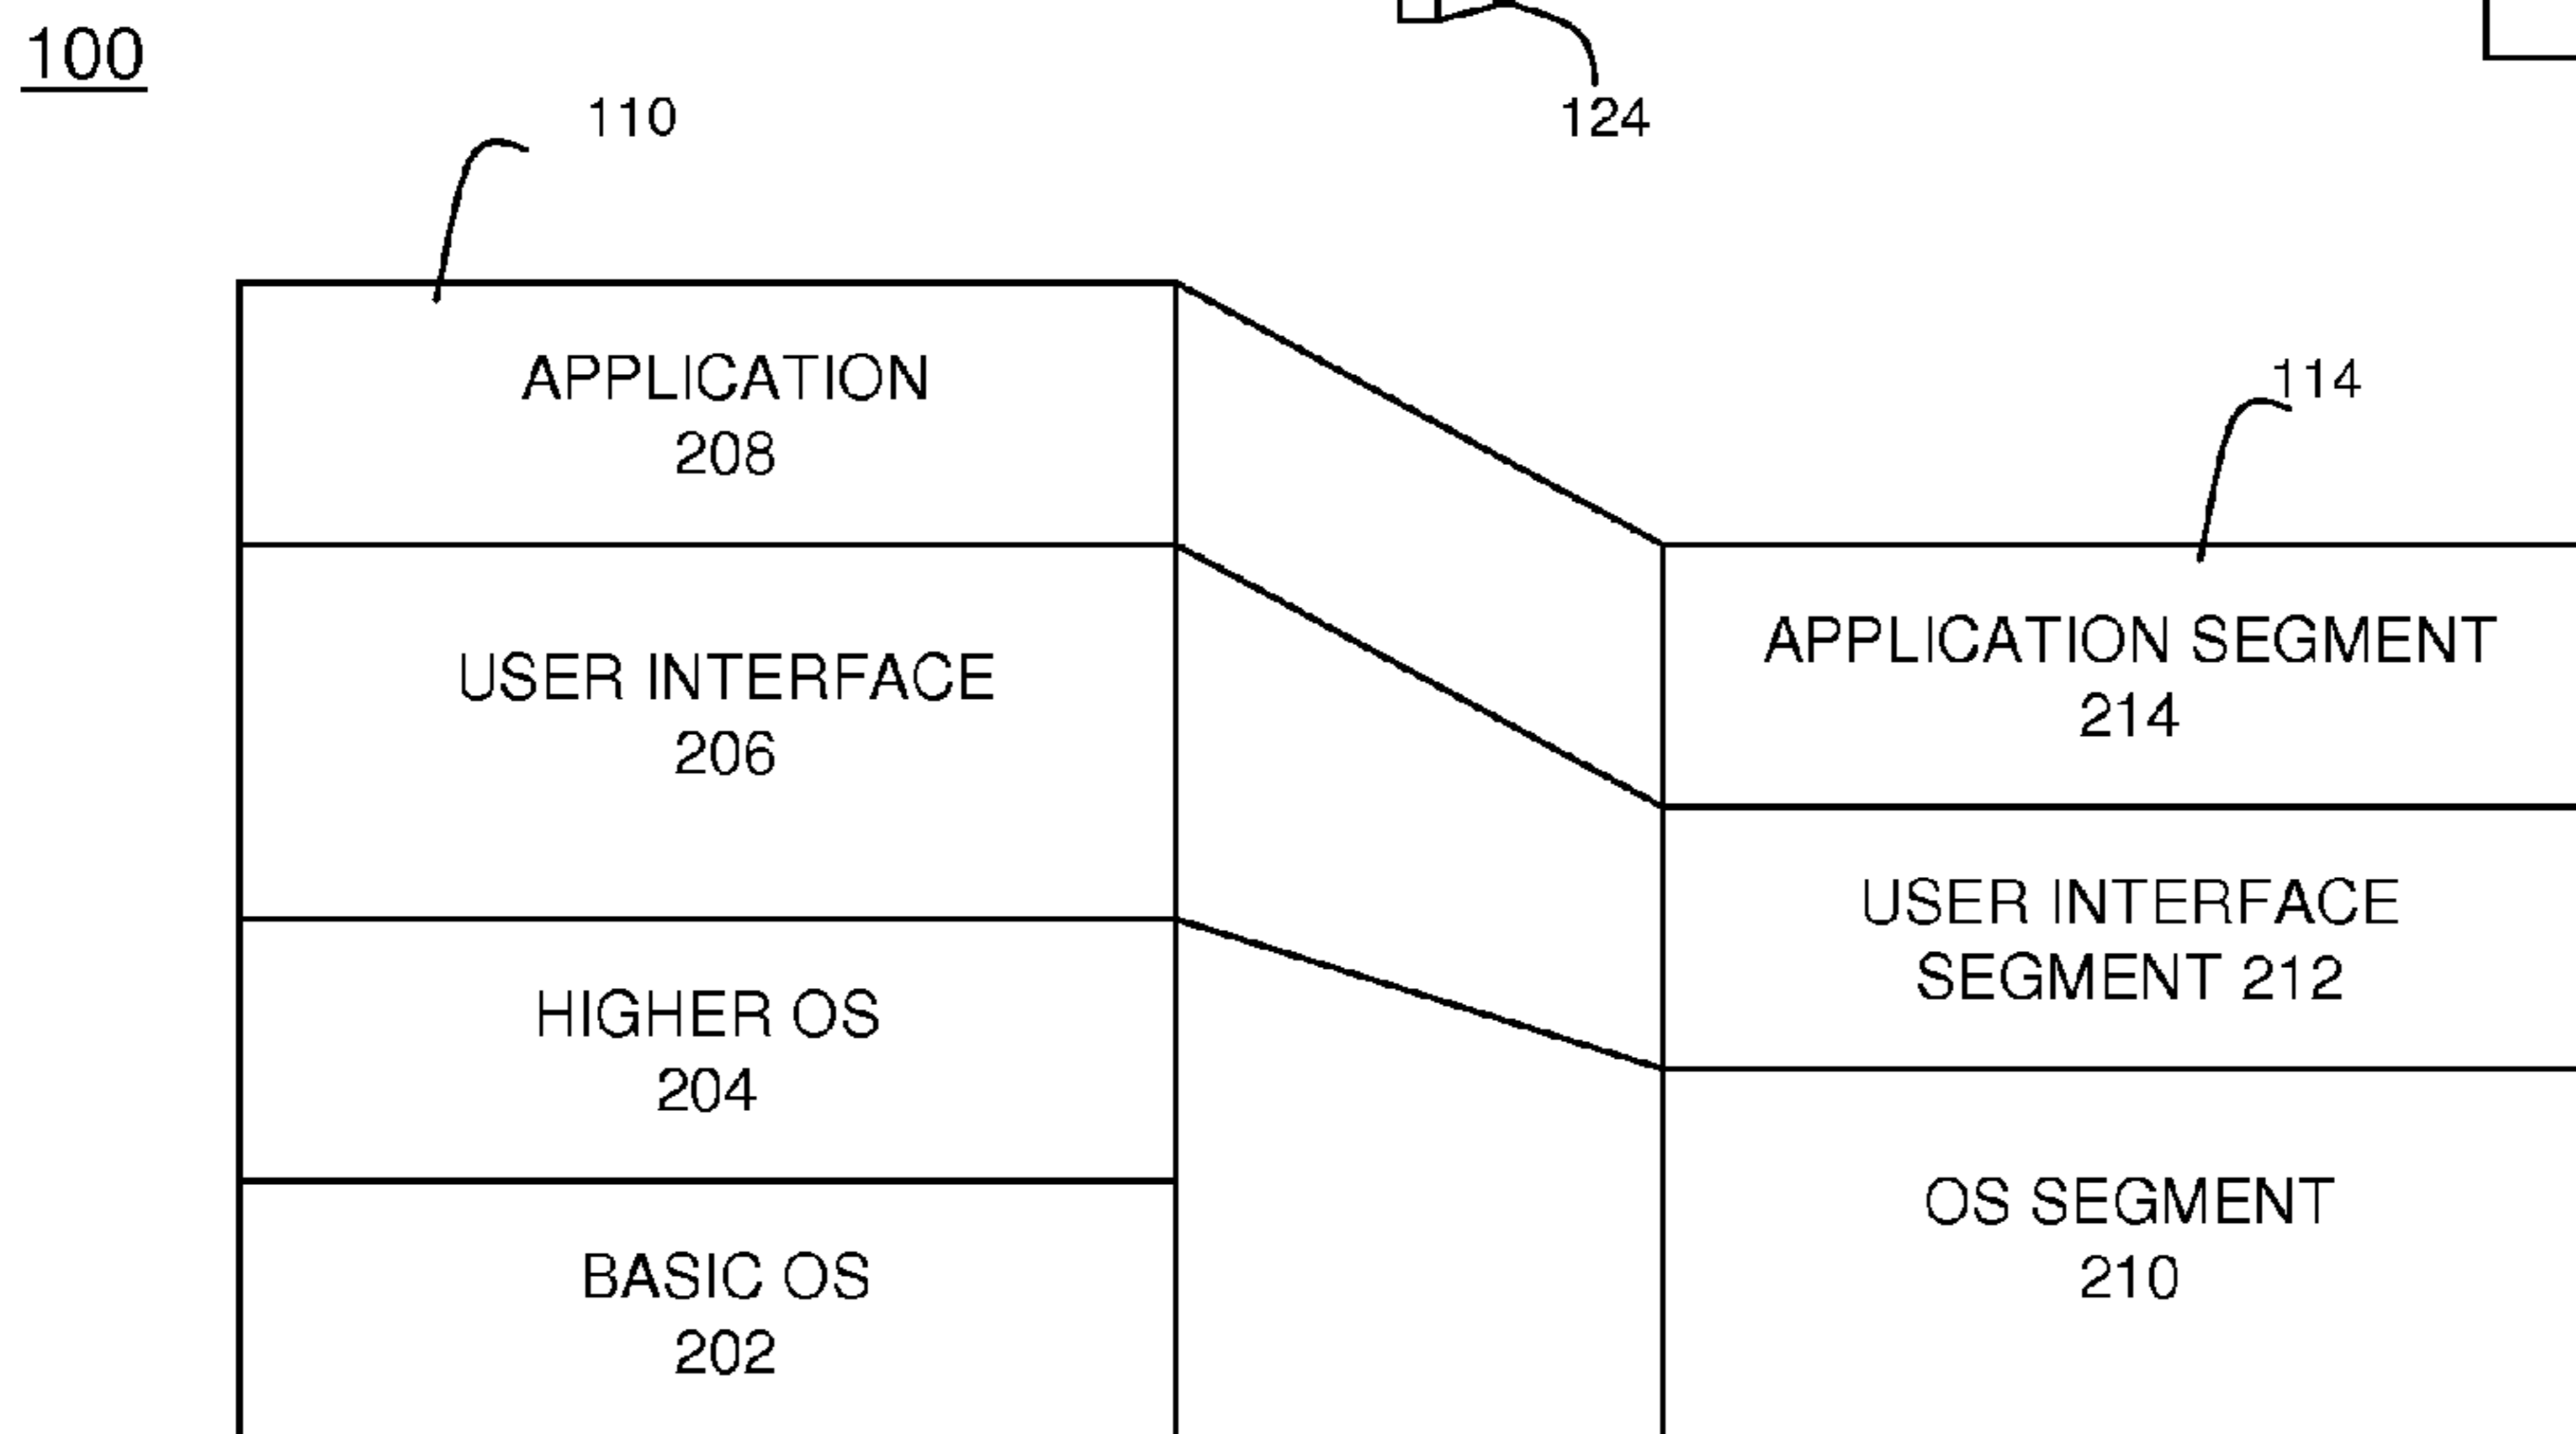 100
110
124
APPLICATION
208
114
USER INTERFACE
206
APPLICATION SEGMENT
214
HIGHER OS
204
USER INTERFACE
SEGMENT 212
BASIC OS
202
OS SEGMENT
210